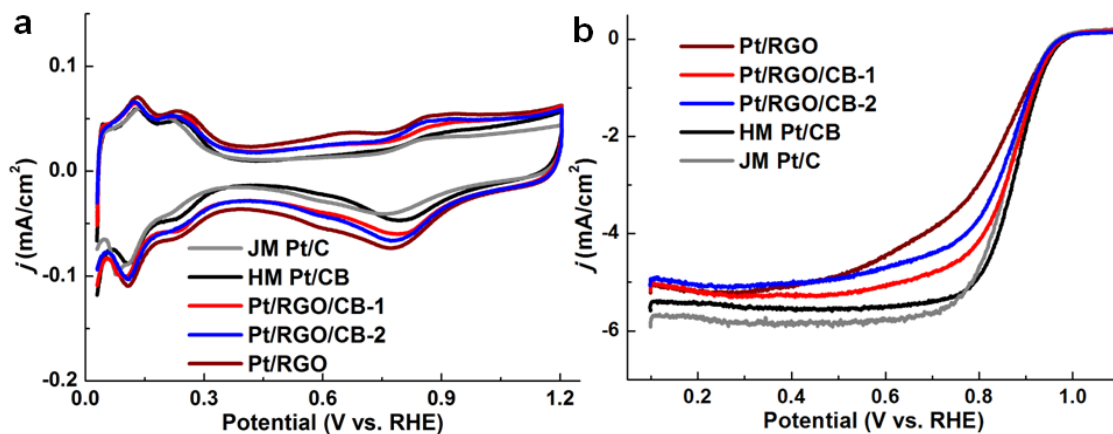 a
j (mA/cm²)
0.1
0.0
-0.1
-0.2
JM Pt/C
HM Pt/CB
Pt/RGO/CB-1
Pt/RGO/CB-2
Pt/RGO
0.0 0.3 0.6 0.9 1.2
Potential (V vs. RHE)
b
j (mA/cm²)
0
-2
-4
-6
Pt/RGO
Pt/RGO/CB-1
Pt/RGO/CB-2
HM Pt/CB
JM Pt/C
0.2 0.4 0.6 0.8 1.0
Potential (V vs. RHE)